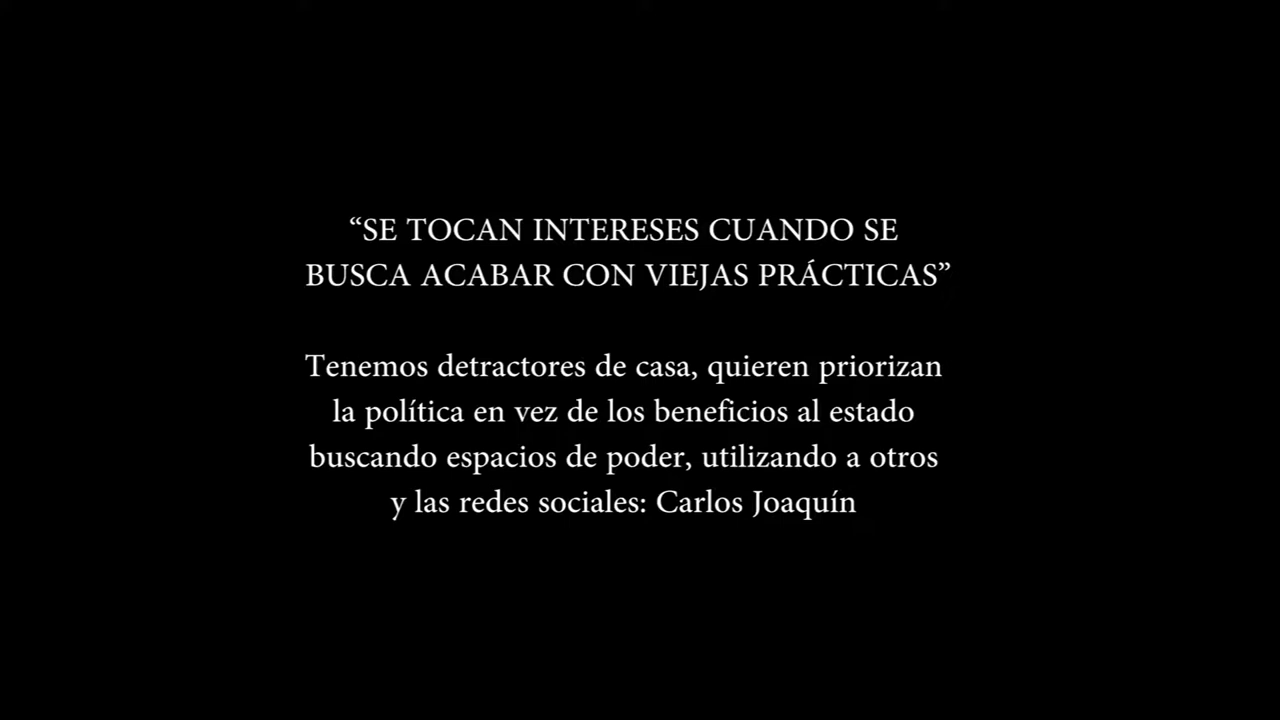 “SE TOCAN INTERESES CUANDO SE
BUSCA ACABAR CON VIEJAS PRÁCTICAS”
Tenemos detractores de casa, quieren priorizan
la política en vez de los beneficios al estado
buscando espacios de poder, utilizando a otros
y las redes sociales: Carlos Joaquín